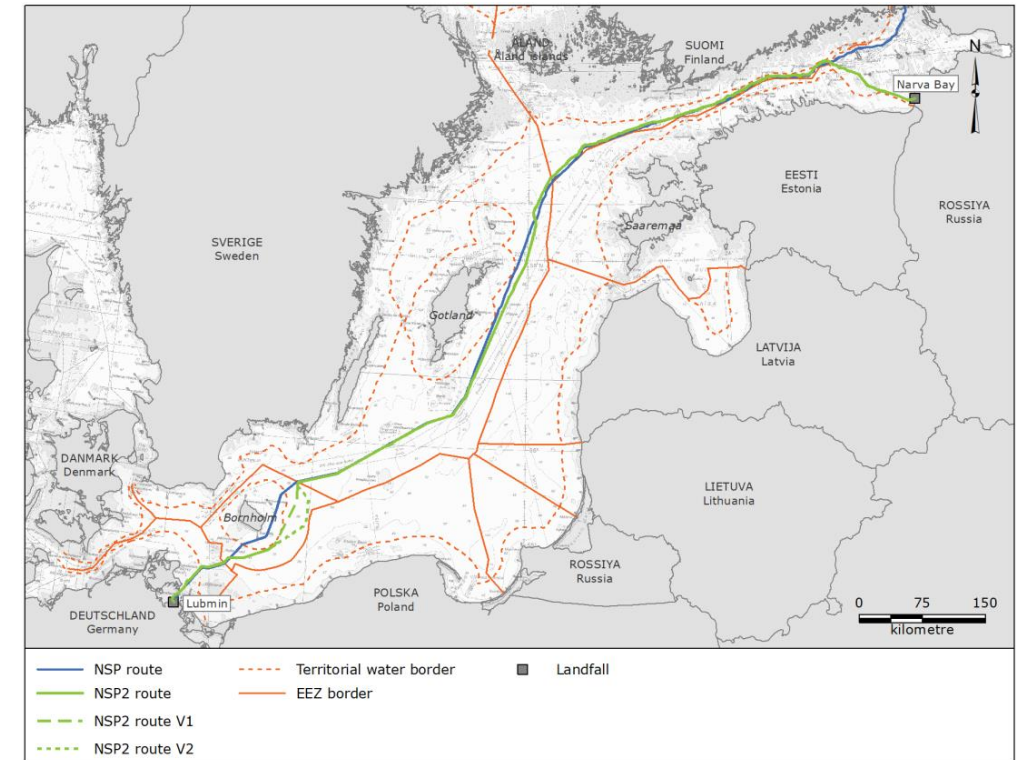 ÅLAND
Åland Islands
SUOMI
Finland
N
Narva Bay
EESTI
Estonia
ROSSIYA
Russia
Saaremaa
SVERIGE
Sweden
Gotland
LATVIJA
Latvia
DANMARK
Denmark
LIETUVA
Lithuania
Bornholm
ROSSIYA
Russia
POLSKA
Poland
Lubmin
DEUTSCHLAND
Germany
0 75 150
kilometre
NSP route
Territorial water border
Landfall
NSP2 route
EEZ border
NSP2 route V1
NSP2 route V2